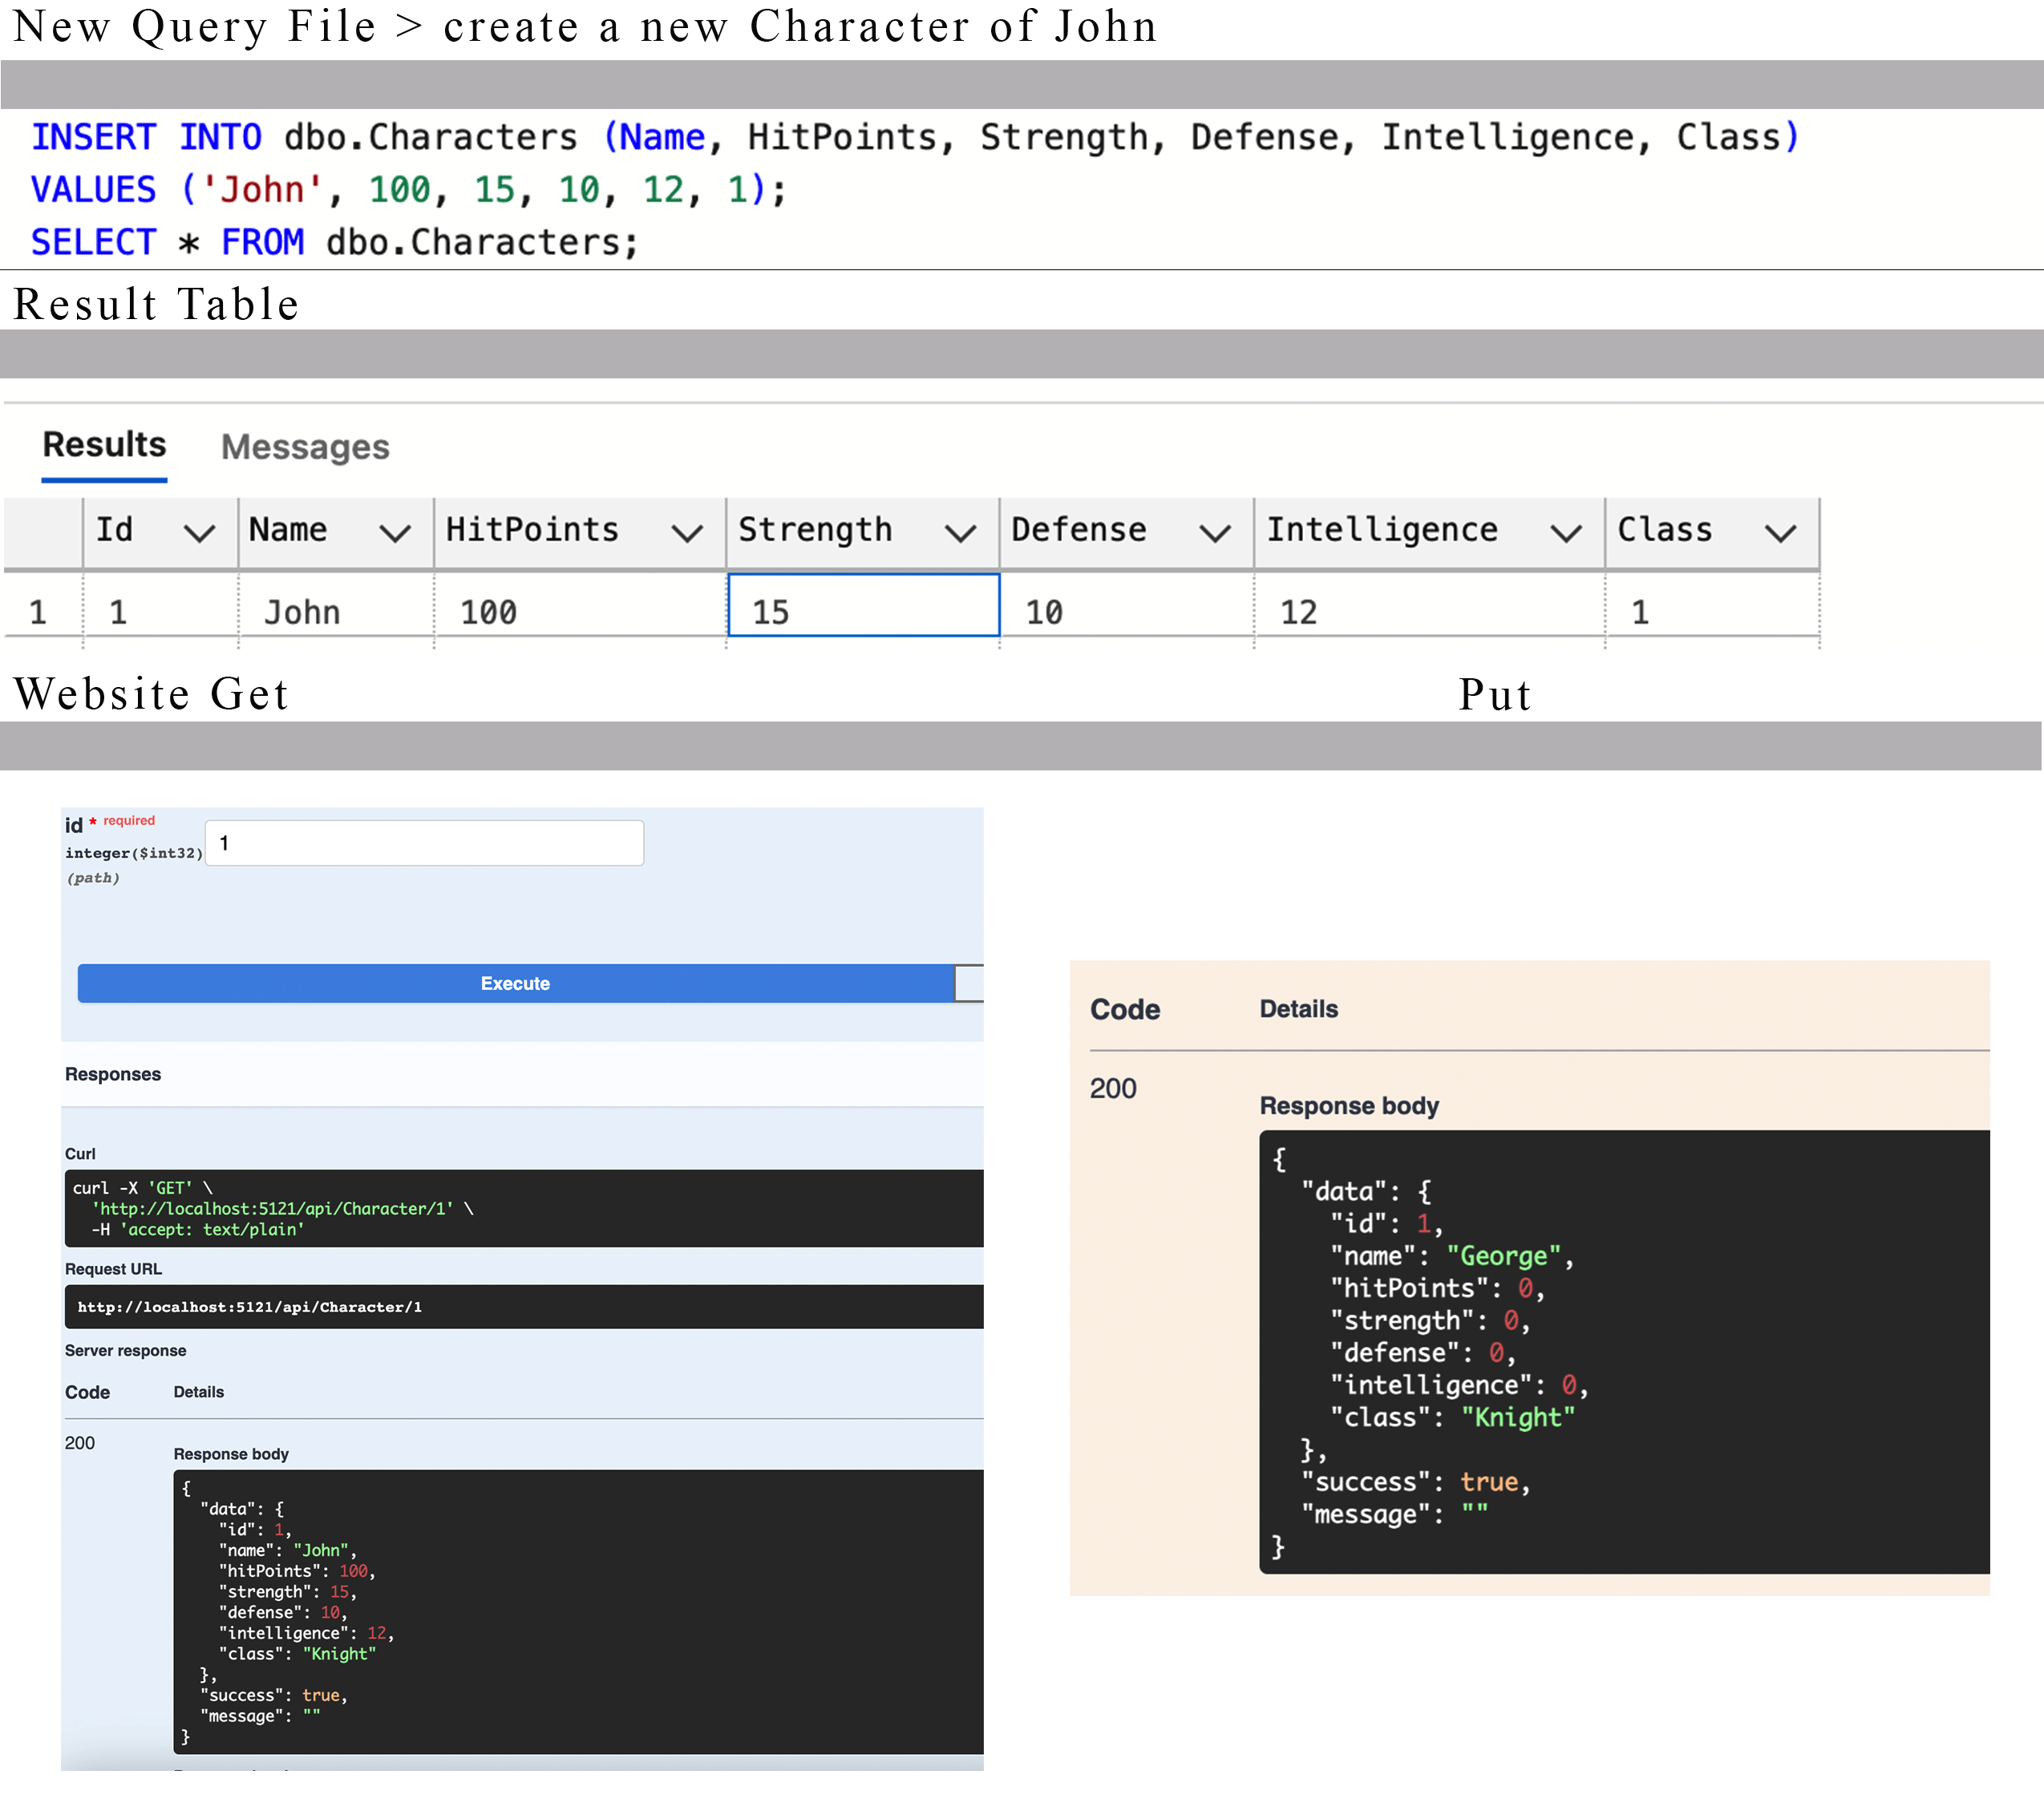 New Query File > create a new Character of John
INSERT INTO dbo.Characters (Name, HitPoints, Strength, Defense, Intelligence, Class)
VALUES ('John', 100, 15, 10, 12, 1);
SELECT * FROM dbo.Characters;
Result Table
Results Messages
Id Name HitPoints Strength Defense Intelligence Class
1 1 John 100 15 10 12 1
Website Get Put
id * required
integer($int32)
(path)
1
Execute
Responses
Curl
curl -X 'GET' \
'http://localhost:5121/api/Character/1' \
-H 'accept: text/plain'
Request URL
http://localhost:5121/api/Character/1
Server response
Code Details
200
Response body
{
"data": {
"id": 1,
"name": "John",
"hitPoints": 100,
"strength": 15,
"defense": 10,
"intelligence": 12,
"class": "Knight"
},
"success": true,
"message": ""
}
Code Details
200
Response body
{
"data": {
"id": 1,
"name": "George",
"hitPoints": 0,
"strength": 0,
"defense": 0,
"intelligence": 0,
"class": "Knight"
},
"success": true,
"message": ""
}